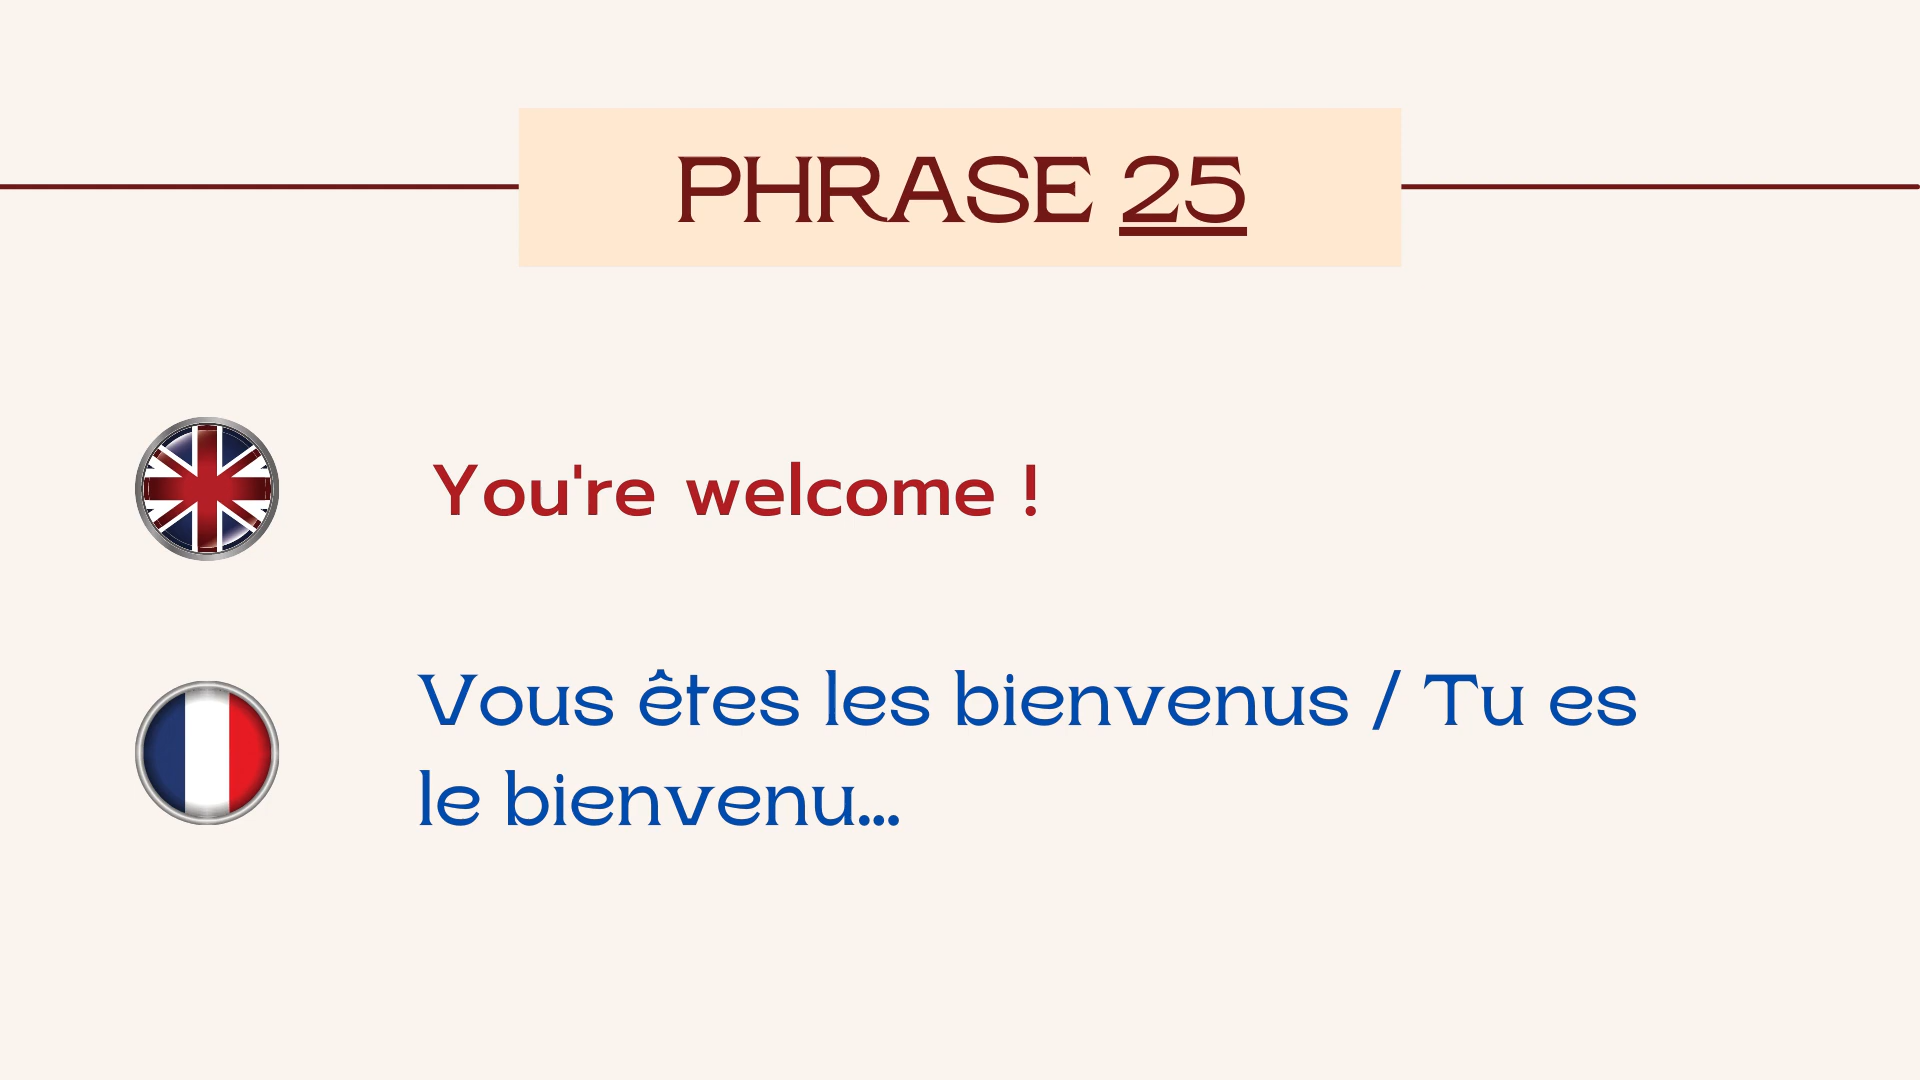 PHRASE 25
You're welcome !
Vous êtes les bienvenus / Tu es
le bienvenu...